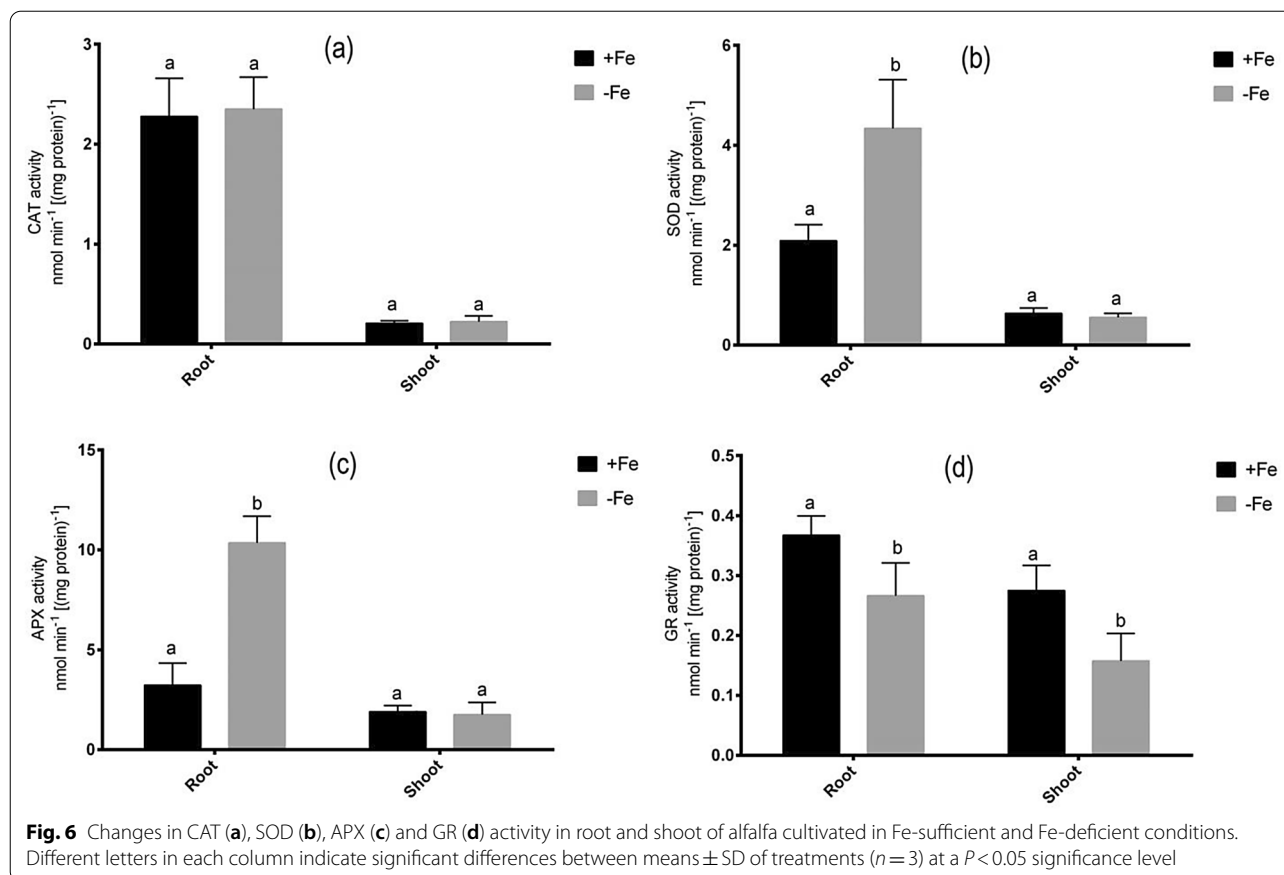 (a)
+Fe
-Fe
CAT activity
nmol min⁻¹ [(mg protein)⁻¹]
3
2
1
0
a
a
a
a
Root
Shoot
(b)
+Fe
-Fe
SOD activity
nmol min⁻¹ [(mg protein)⁻¹]
6
4
2
0
a
b
a
a
Root
Shoot
(c)
+Fe
-Fe
APX activity
nmol min⁻¹ [(mg protein)⁻¹]
15
10
5
0
a
b
a
a
Root
Shoot
(d)
+Fe
-Fe
GR activity
nmol min⁻¹ [(mg protein)⁻¹]
0.5
0.4
0.3
0.2
0.1
0.0
a
b
a
b
Root
Shoot
Fig. 6 Changes in CAT (a), SOD (b), APX (c) and GR (d) activity in root and shoot of alfalfa cultivated in Fe-sufficient and Fe-deficient conditions.
Different letters in each column indicate significant differences between means ± SD of treatments (n = 3) at a P < 0.05 significance level